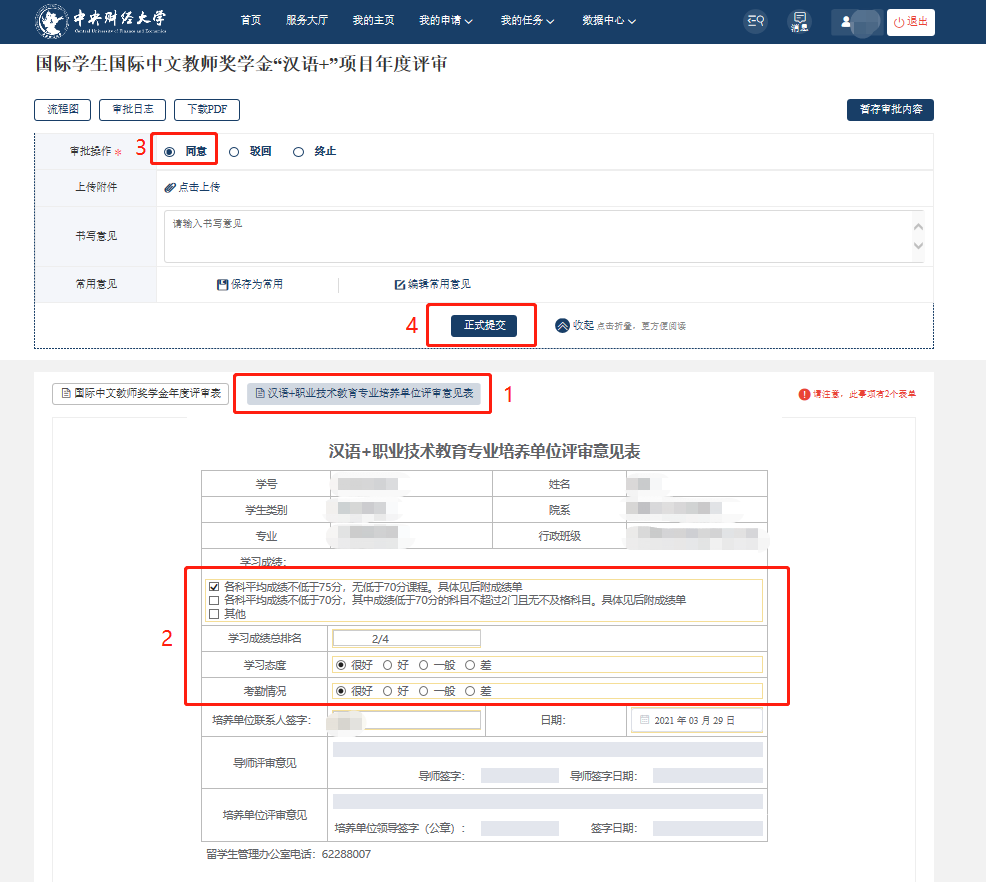 中央财经大学
Central University of Finance and Economics
首页 服务大厅 我的主页 我的申请 我的任务 数据中心 消息 退出
国际学生国际中文教师奖学金“汉语+”项目年度评审
流程图 审批日志 下载PDF 暂存审批内容
审批操作* 3 同意 驳回 终止
上传附件 点击上传
书写意见 请输入书写意见
常用意见 保存为常用 编辑常用意见
4 正式提交 收起 点击折叠，更方便阅读
国际中文教师奖学金年度评审表 汉语+职业技术教育专业培养单位评审意见表 1 请注意，此事项有2个表单
汉语+职业技术教育专业培养单位评审意见表
学号 姓名
学生类别 院系
专业 行政班级
学习成绩：
各科平均成绩不低于75分，无低于70分课程。具体见后附成绩单
各科平均成绩不低于70分，其中成绩低于70分的科目不超过2门且无不及格科目。具体见后附成绩单
其他
2 学习成绩总排名 2/4
学习态度 很好 好 一般 差
考勤情况 很好 好 一般 差
培养单位联系人签字： 日期： 2021 年 03 月 29 日
导师评审意见
导师签字： 导师签字日期：
培养单位评审意见
培养单位领导签字（公章）： 签字日期：
留学生管理办公室电话：62288007